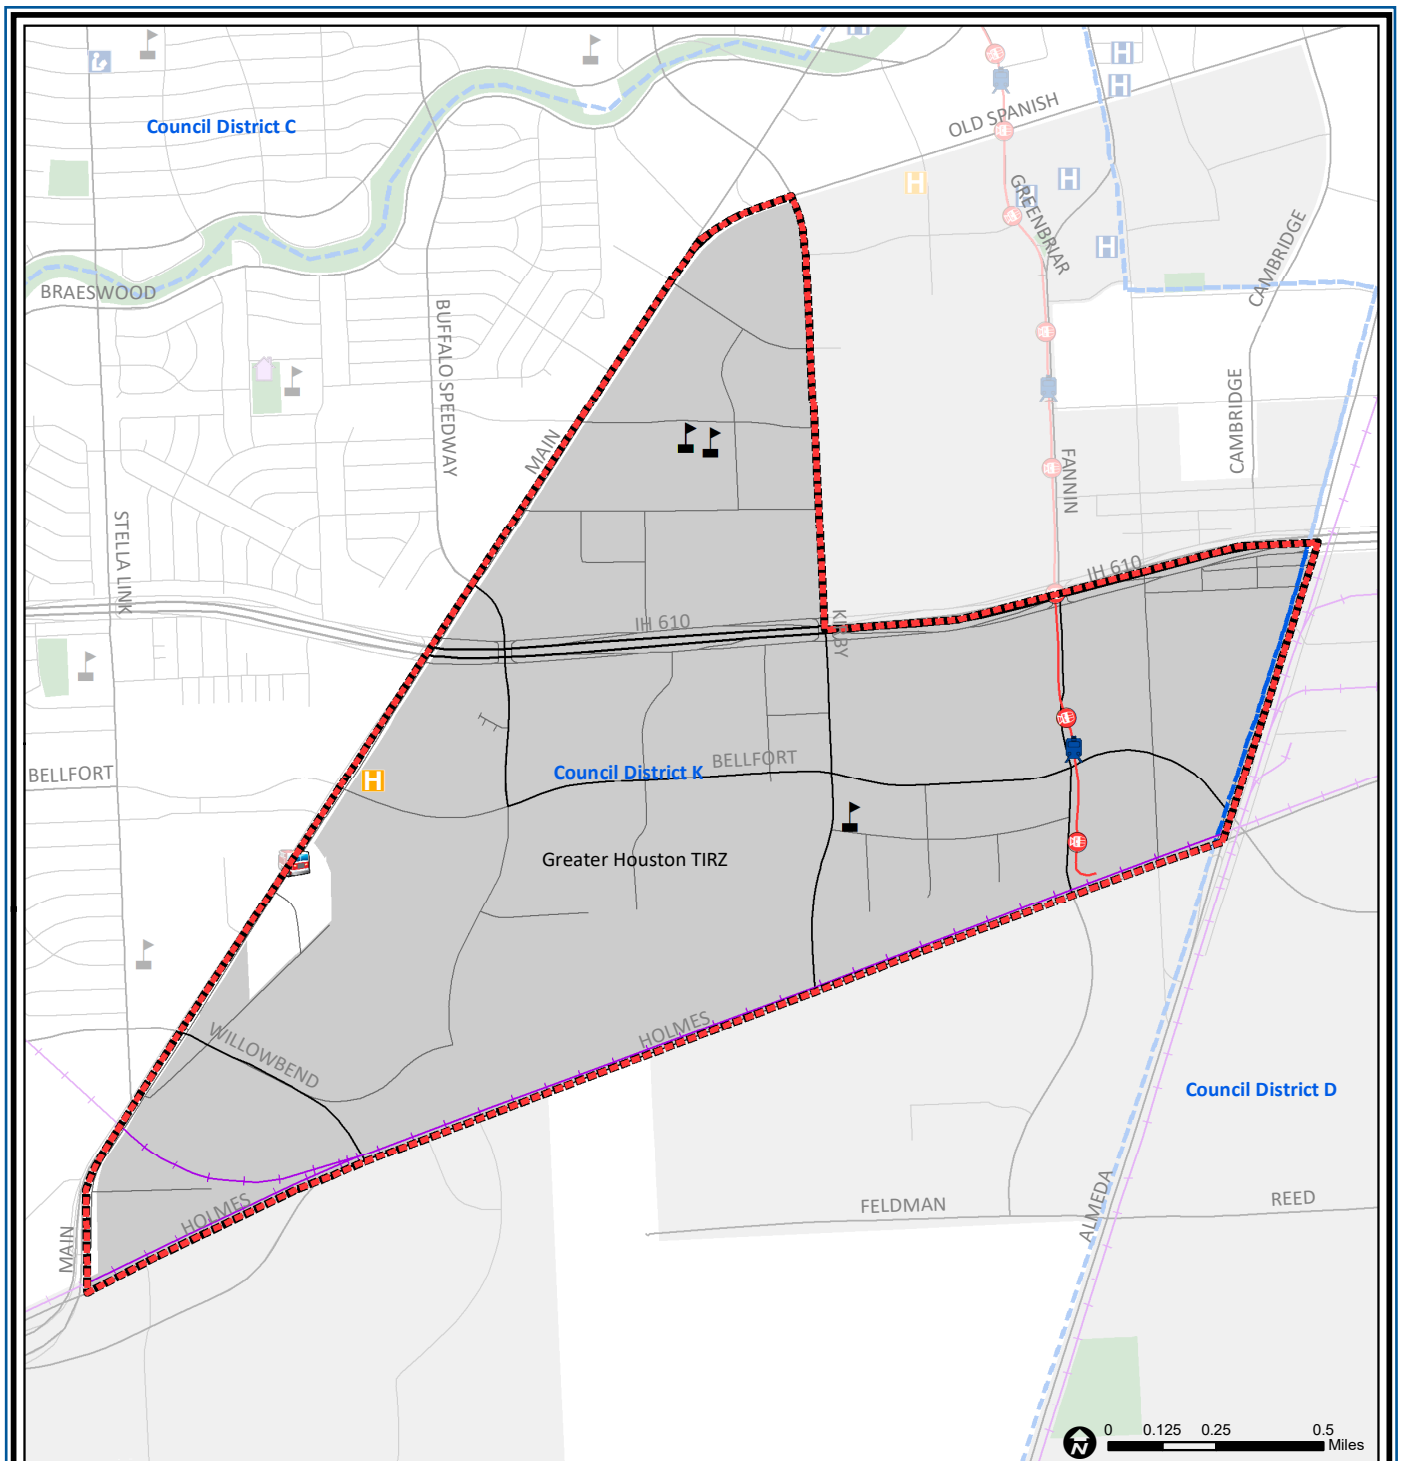 OLD SPANISH
Council District C
GREENBRIAR
CAMBRIDGE
BRAESWOOD
BUFFALO SPEEDWAY
CAMBRIDGE
MAIN
FANNIN
STELLA LINK
IH 610
IH 610
KIRBY
BELLFORT
BELLFORT
Council District K
H
Greater Houston TIRZ
HOLMES
WILLOWBEND
Council District D
ALMEDA
REED
FELDMAN
HOLMES
MAIN
N
0 0.125 0.25 0.5
Miles
H
H
H
H
H
H
H